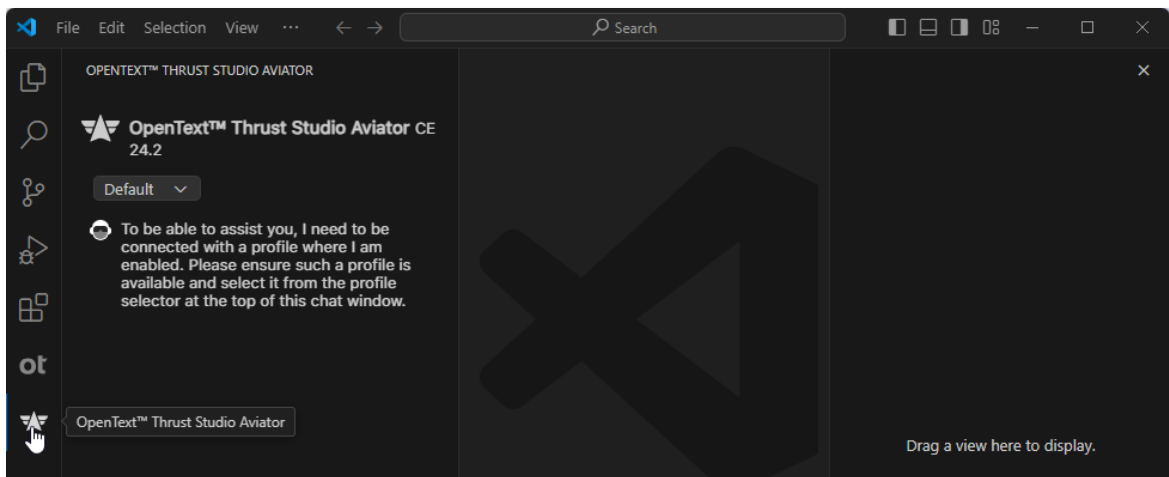 File Edit Selection View ··· Search
OPENTEXT™ THRUST STUDIO AVIATOR
OpenText™ Thrust Studio Aviator CE
24.2
Default
To be able to assist you, I need to be
connected with a profile where I am
enabled. Please ensure such a profile is
available and select it from the profile
selector at the top of this chat window.
ot
OpenText™ Thrust Studio Aviator
Drag a view here to display.